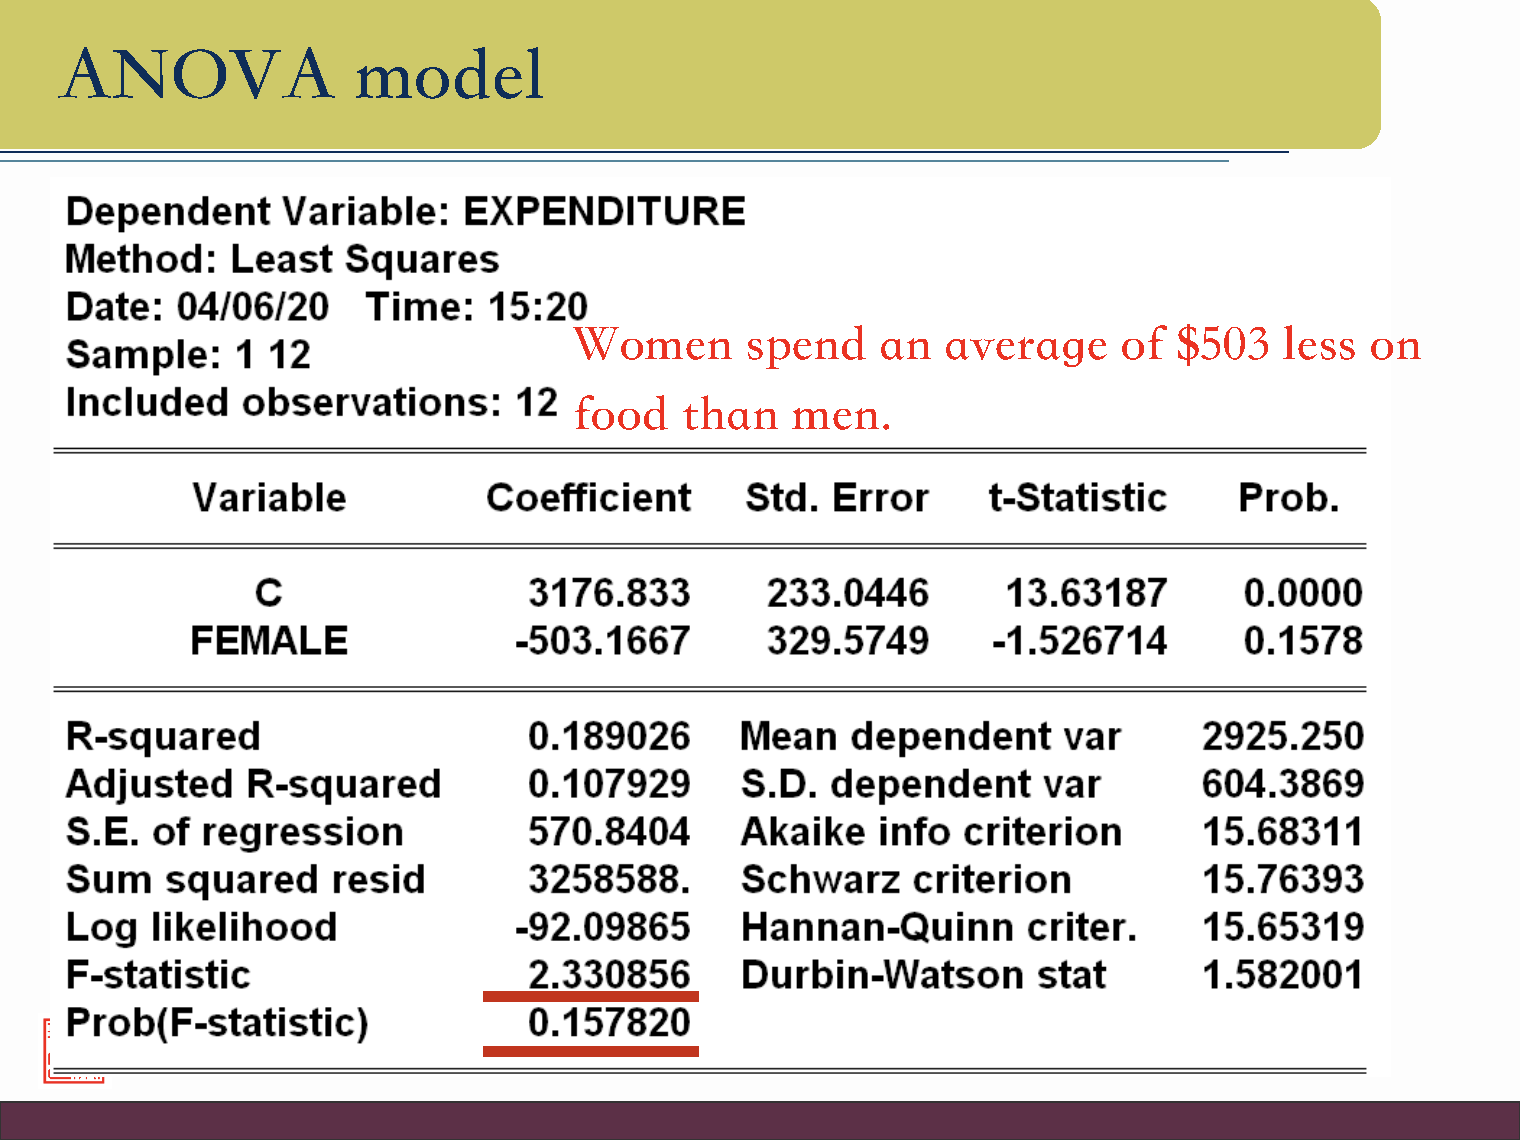 ANOVA model
Dependent Variable: EXPENDITURE
Method: Least Squares
Date: 04/06/20 Time: 15:20
Sample: 1 12
Included observations: 12
Women spend an average of $503 less on
food than men.
Variable Coefficient Std. Error t-Statistic Prob.
C 3176.833 233.0446 13.63187 0.0000
FEMALE -503.1667 329.5749 -1.526714 0.1578
R-squared 0.189026 Mean dependent var 2925.250
Adjusted R-squared 0.107929 S.D. dependent var 604.3869
S.E. of regression 570.8404 Akaike info criterion 15.68311
Sum squared resid 3258588. Schwarz criterion 15.76393
Log likelihood -92.09865 Hannan-Quinn criter. 15.65319
F-statistic 2.330856 Durbin-Watson stat 1.582001
Prob(F-statistic) 0.157820